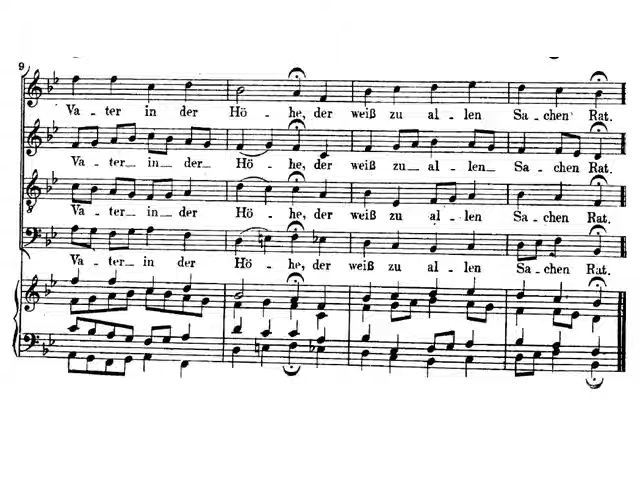 9
Va - ter in der Hö - he, der weiß zu al - len Sa - chen Rat.
Va - ter in der Hö - he, der weiß zu al - len Sa - chen Rat.
8
Va - ter in der Hö - he, der weiß zu al - len Sa - chen Rat.
Va - ter in der Hö - he, der weiß zu al - len Sa - chen Rat.